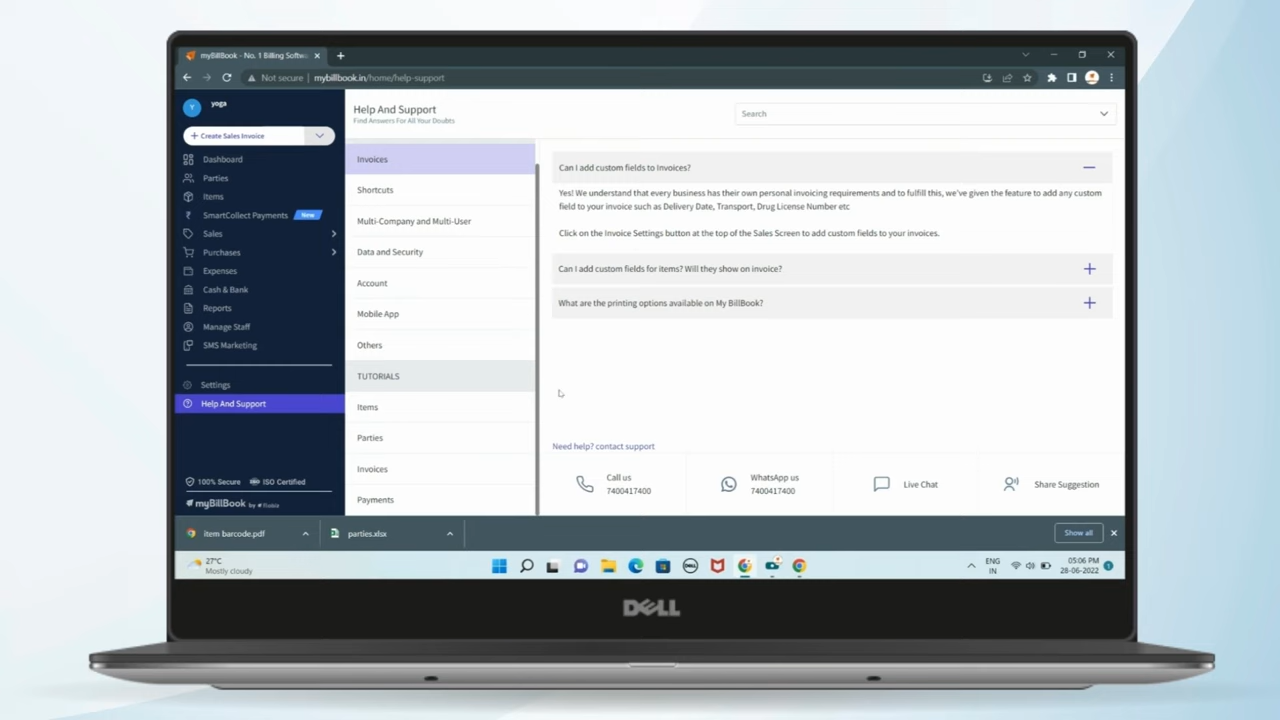 myBillBook - No. 1 Billing Softwa
Not secure
mybillbook.in/home/help-support
Y
yoga
+ Create Sales Invoice
Dashboard
Parties
Items
SmartCollect Payments New
Sales
Purchases
Expenses
Cash & Bank
Reports
Manage Staff
SMS Marketing
Settings
Help And Support
100% Secure
ISO Certified
myBillBook by
Help And Support
Find Answers For All Your Doubts
Search
Invoices
Shortcuts
Multi-Company and Multi-User
Data and Security
Account
Mobile App
Others
TUTORIALS
Items
Parties
Invoices
Payments
Can I add custom fields to Invoices?
Yes! We understand that every business has their own personal invoicing requirements and to fulfill this, we've given the feature to add any custom
field to your invoice such as Delivery Date, Transport, Drug License Number etc
Click on the Invoice Settings button at the top of the Sales Screen to add custom fields to your invoices.
Can I add custom fields for items? Will they show on invoice?
What are the printing options available on My BillBook?
Need help? contact support
Call us
7400417400
WhatsApp us
7400417400
Live Chat
Share Suggestion
item barcode.pdf
parties.xlsx
Show all
27°C
Mostly cloudy
DELL
ENG
IN
05:06 PM
28-06-2022
1
DELL